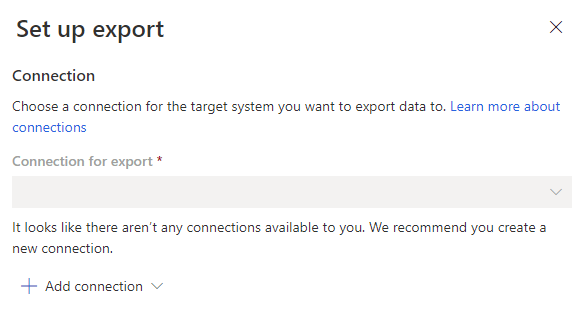 Set up export
Connection
Choose a connection for the target system you want to export data to. Learn more about
connections
Connection for export *
It looks like there aren’t any connections available to you. We recommend you create a
new connection.
Add connection